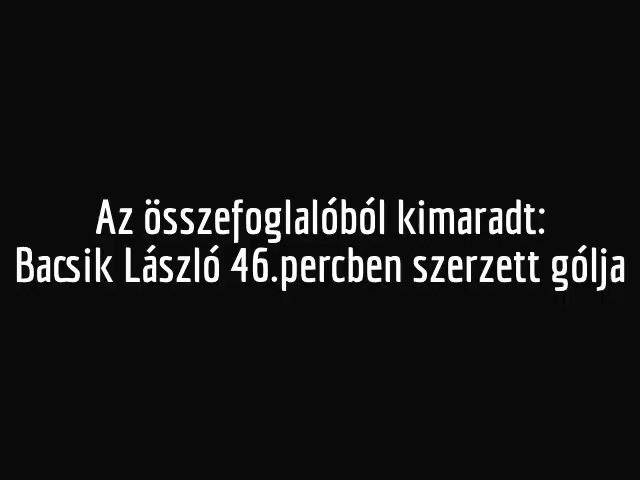 Az összefoglalóból kimaradt:
Bacsik László 46.percben szerzett gólja